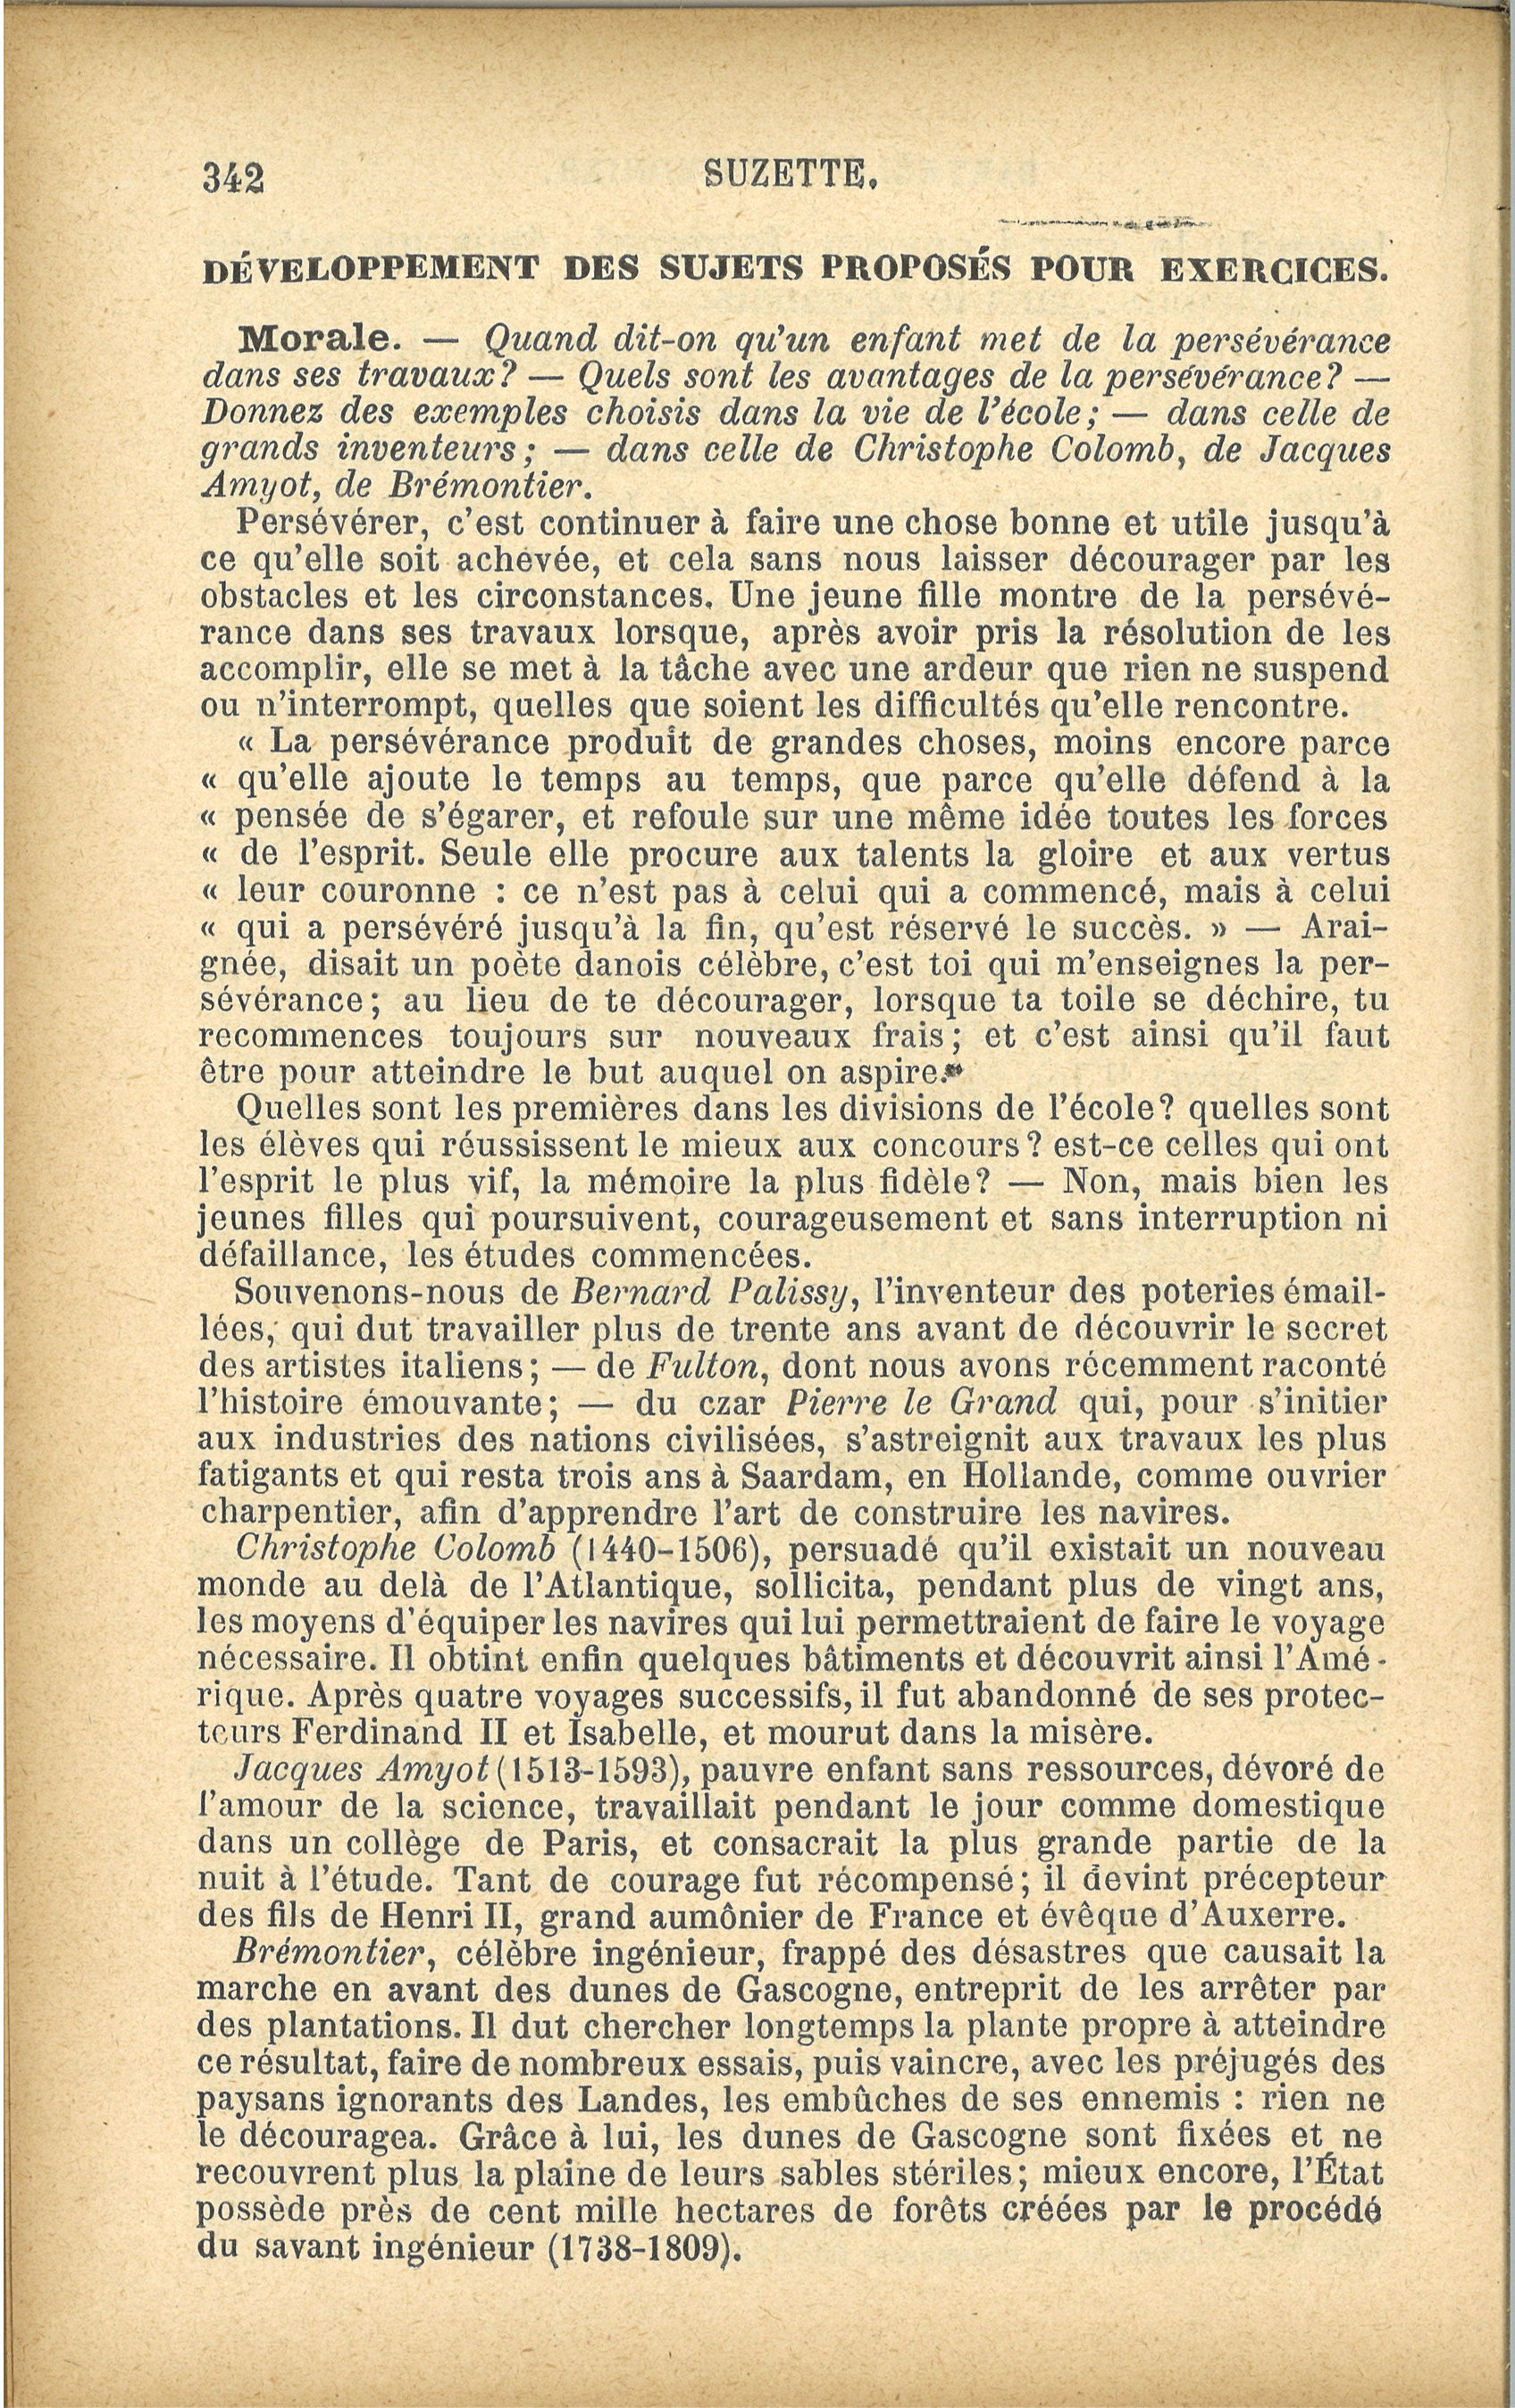 342 SUZETTE.
DÉVELOPPEMENT DES SUJETS PROPOSÉS POUR EXERCICES.
Morale. — Quand dit-on qu'un enfant met de la persévérance
dans ses travaux? — Quels sont les avantages de la persévérance? —
Donnez des exemples choisis dans la vie de l'école; — dans celle de
grands inventeurs; — dans celle de Christophe Colomb, de Jacques
Amyot, de Brémontier.
Persévérer, c'est continuer à faire une chose bonne et utile jusqu'à
ce qu'elle soit achevée, et cela sans nous laisser décourager par les
obstacles et les circonstances. Une jeune fille montre de la persévé-
rance dans ses travaux lorsque, après avoir pris la résolution de les
accomplir, elle se met à la tâche avec une ardeur que rien ne suspend
ou n'interrompt, quelles que soient les difficultés qu'elle rencontre.
« La persévérance produit de grandes choses, moins encore parce
« qu'elle ajoute le temps au temps, que parce qu'elle défend à la
« pensée de s'égarer, et refoule sur une même idée toutes les forces
« de l'esprit. Seule elle procure aux talents la gloire et aux vertus
« leur couronne : ce n'est pas à celui qui a commencé, mais à celui
« qui a persévéré jusqu'à la fin, qu'est réservé le succès. » — Arai-
gnée, disait un poète danois célèbre, c'est toi qui m'enseignes la per-
sévérance; au lieu de te décourager, lorsque ta toile se déchire, tu
recommences toujours sur nouveaux frais; et c'est ainsi qu'il faut
être pour atteindre le but auquel on aspire.
Quelles sont les premières dans les divisions de l'école? quelles sont
les élèves qui réussissent le mieux aux concours? est-ce celles qui ont
l'esprit le plus vif, la mémoire la plus fidèle? — Non, mais bien les
jeunes filles qui poursuivent, courageusement et sans interruption ni
défaillance, les études commencées.
Souvenons-nous de Bernard Palissy, l'inventeur des poteries émail-
lées, qui dut travailler plus de trente ans avant de découvrir le secret
des artistes italiens; — de Fulton, dont nous avons récemment raconté
l'histoire émouvante; — du czar Pierre le Grand qui, pour s'initier
aux industries des nations civilisées, s'astreignit aux travaux les plus
fatigants et qui resta trois ans à Saardam, en Hollande, comme ouvrier
charpentier, afin d'apprendre l'art de construire les navires.
Christophe Colomb (1440-1506), persuadé qu'il existait un nouveau
monde au delà de l'Atlantique, sollicita, pendant plus de vingt ans,
les moyens d'équiper les navires qui lui permettraient de faire le voyage
nécessaire. Il obtint enfin quelques bâtiments et découvrit ainsi l'Amé-
rique. Après quatre voyages successifs, il fut abandonné de ses protec-
teurs Ferdinand II et Isabelle, et mourut dans la misère.
Jacques Amyot (1513-1593), pauvre enfant sans ressources, dévoré de
l'amour de la science, travaillait pendant le jour comme domestique
dans un collège de Paris, et consacrait la plus grande partie de la
nuit à l'étude. Tant de courage fut récompensé; il devint précepteur
des fils de Henri II, grand aumônier de France et évêque d'Auxerre.
Brémontier, célèbre ingénieur, frappé des désastres que causait la
marche en avant des dunes de Gascogne, entreprit de les arrêter par
des plantations. Il dut chercher longtemps la plante propre à atteindre
ce résultat, faire de nombreux essais, puis vaincre, avec les préjugés des
paysans ignorants des Landes, les embûches de ses ennemis : rien ne
le découragea. Grâce à lui, les dunes de Gascogne sont fixées et ne
recouvrent plus la plaine de leurs sables stériles; mieux encore, l'État
possède près de cent mille hectares de forêts créées par le procédé
du savant ingénieur (1738-1809).